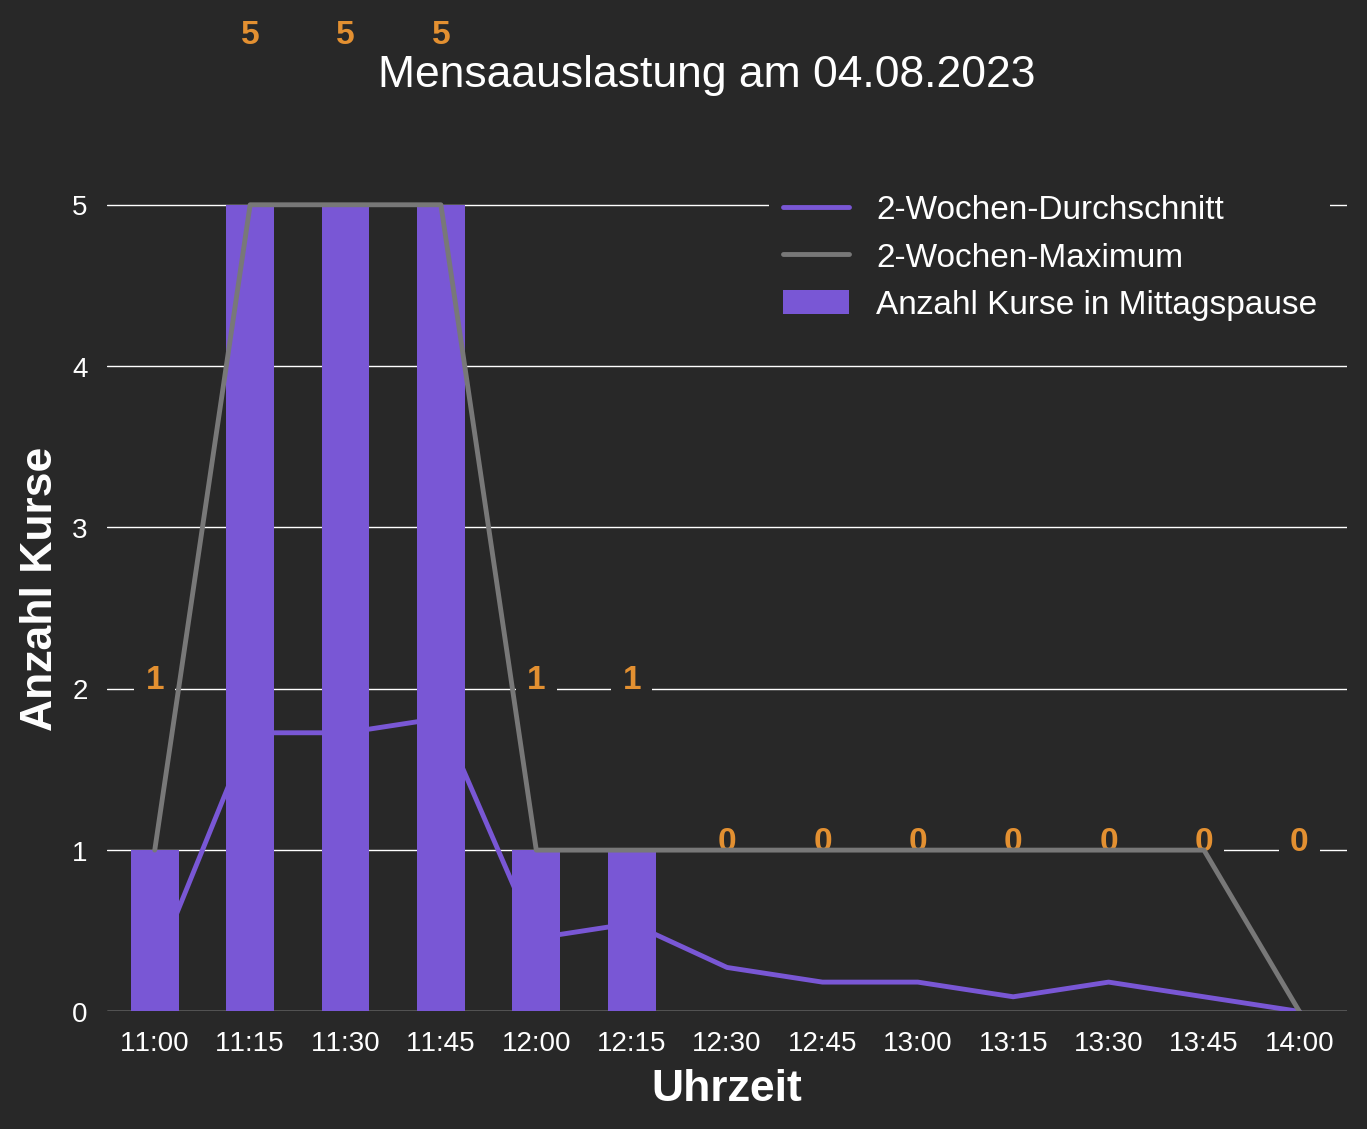 5 5 5
Mensaauslastung am 04.08.2023
2-Wochen-Durchschnitt
2-Wochen-Maximum
Anzahl Kurse in Mittagspause
5
4
3
2
1
0
Anzahl Kurse
1 1 1
0 0 0 0 0 0 0
11:00 11:15 11:30 11:45 12:00 12:15 12:30 12:45 13:00 13:15 13:30 13:45 14:00
Uhrzeit